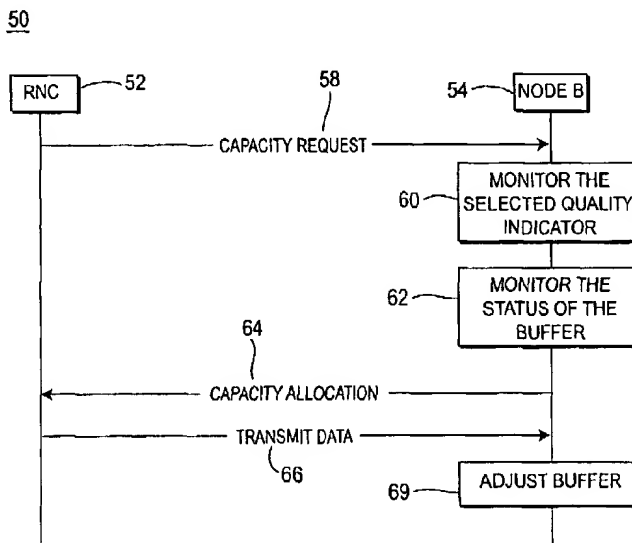 50
RNC
52
54
NODE B
58
CAPACITY REQUEST
60
MONITOR THE
SELECTED QUALITY
INDICATOR
62
MONITOR THE
STATUS OF THE
BUFFER
64
CAPACITY ALLOCATION
TRANSMIT DATA
66
69
ADJUST BUFFER